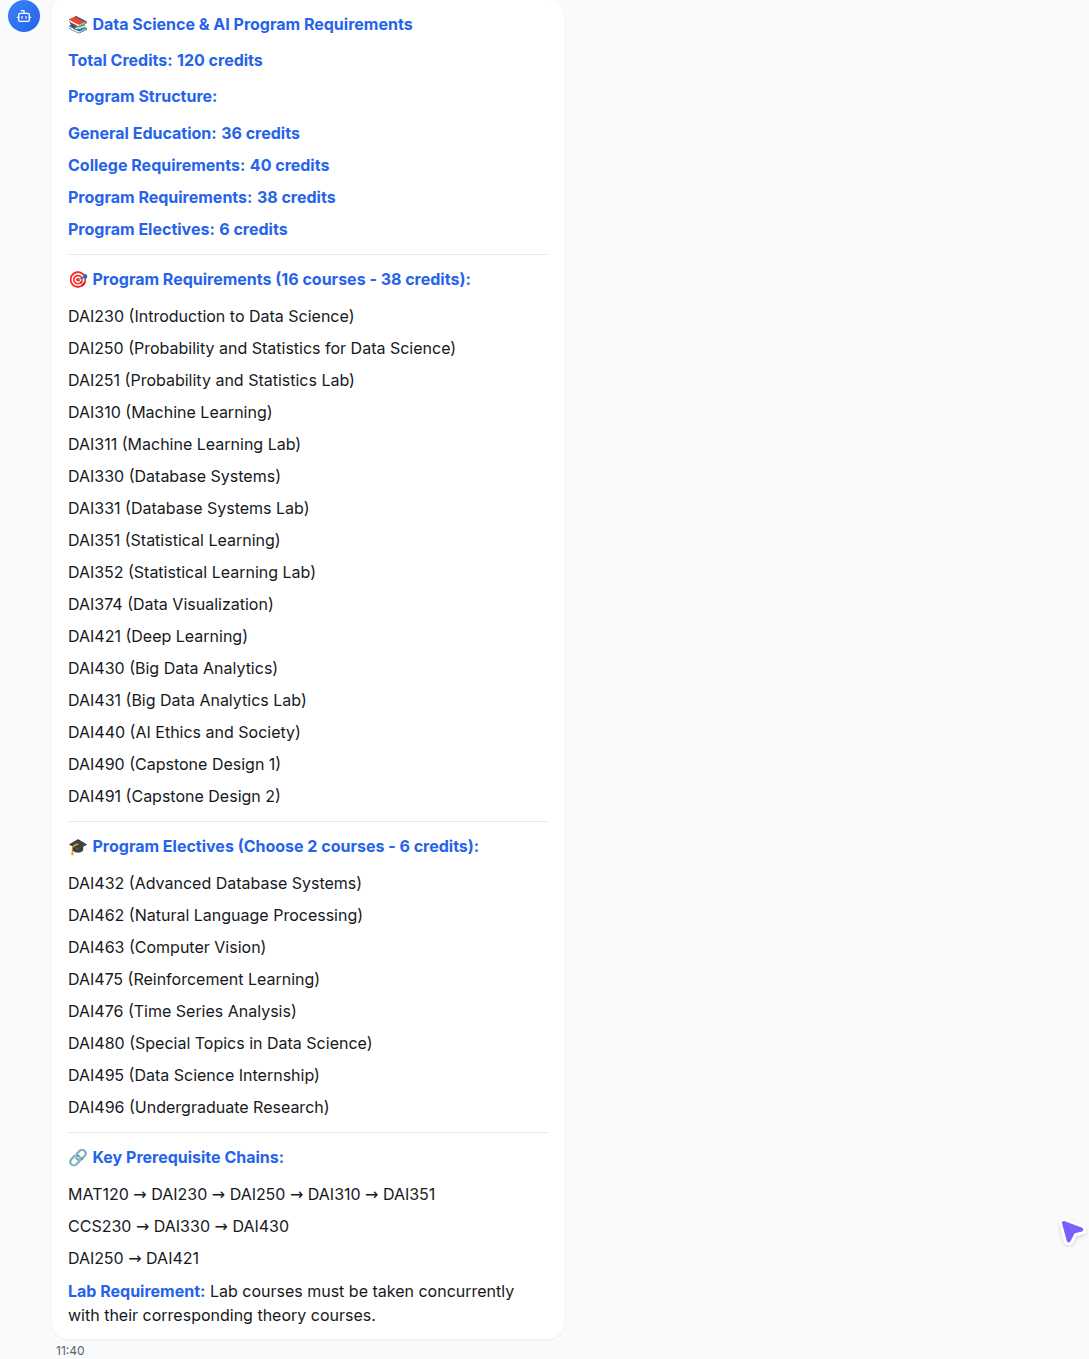 📚 Data Science & AI Program Requirements
Total Credits: 120 credits
Program Structure:
General Education: 36 credits
College Requirements: 40 credits
Program Requirements: 38 credits
Program Electives: 6 credits
🎯 Program Requirements (16 courses - 38 credits):
DAI230 (Introduction to Data Science)
DAI250 (Probability and Statistics for Data Science)
DAI251 (Probability and Statistics Lab)
DAI310 (Machine Learning)
DAI311 (Machine Learning Lab)
DAI330 (Database Systems)
DAI331 (Database Systems Lab)
DAI351 (Statistical Learning)
DAI352 (Statistical Learning Lab)
DAI374 (Data Visualization)
DAI421 (Deep Learning)
DAI430 (Big Data Analytics)
DAI431 (Big Data Analytics Lab)
DAI440 (AI Ethics and Society)
DAI490 (Capstone Design 1)
DAI491 (Capstone Design 2)
🎓 Program Electives (Choose 2 courses - 6 credits):
DAI432 (Advanced Database Systems)
DAI462 (Natural Language Processing)
DAI463 (Computer Vision)
DAI475 (Reinforcement Learning)
DAI476 (Time Series Analysis)
DAI480 (Special Topics in Data Science)
DAI495 (Data Science Internship)
DAI496 (Undergraduate Research)
🔗 Key Prerequisite Chains:
MAT120 → DAI230 → DAI250 → DAI310 → DAI351
CCS230 → DAI330 → DAI430
DAI250 → DAI421
Lab Requirement: Lab courses must be taken concurrently
with their corresponding theory courses.
11:40